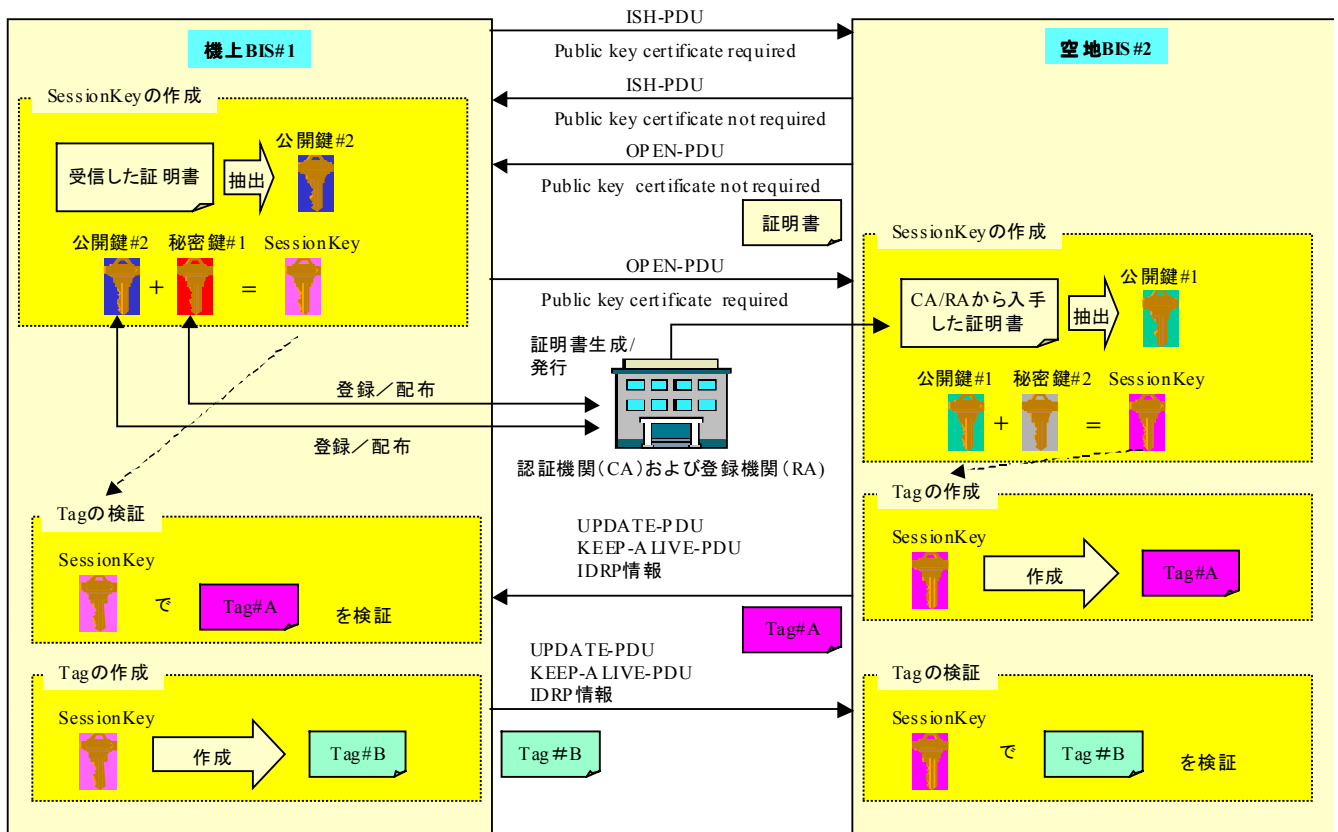 機上BIS#1
SessionKeyの作成
受信した証明書
抽出
公開鍵#2
公開鍵#2
秘密鍵#1
SessionKey
+
=
登録／配布
登録／配布
Tagの検証
SessionKey
で
Tag#A
を検証
Tagの作成
SessionKey
作成
Tag#B
ISH-PDU
Public key certificate required
ISH-PDU
Public key certificate not required
OPEN-PDU
Public key certificate not required
証明書
OPEN-PDU
Public key certificate required
証明書生成/
発行
認証機関（CA）および登録機関（RA）
UPDATE-PDU
KEEP-ALIVE-PDU
IDRP情報
Tag#A
UPDATE-PDU
KEEP-ALIVE-PDU
IDRP情報
Tag＃B
空地BIS#2
SessionKeyの作成
CA/RAから入手
した証明書
抽出
公開鍵#1
公開鍵#1
秘密鍵#2
SessionKey
+
=
Tagの作成
SessionKey
作成
Tag#A
Tagの検証
SessionKey
で
Tag＃B
を検証